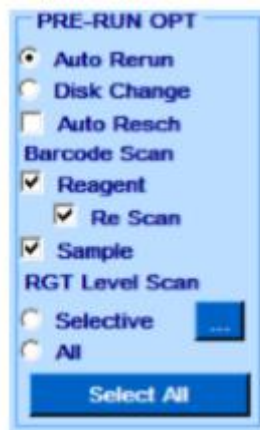 PRE-RUN OPT
Auto Rerun
Disk Change
Auto Resch
Barcode Scan
Reagent
Re Scan
Sample
RGT Level Scan
Selective ...
All
Select All